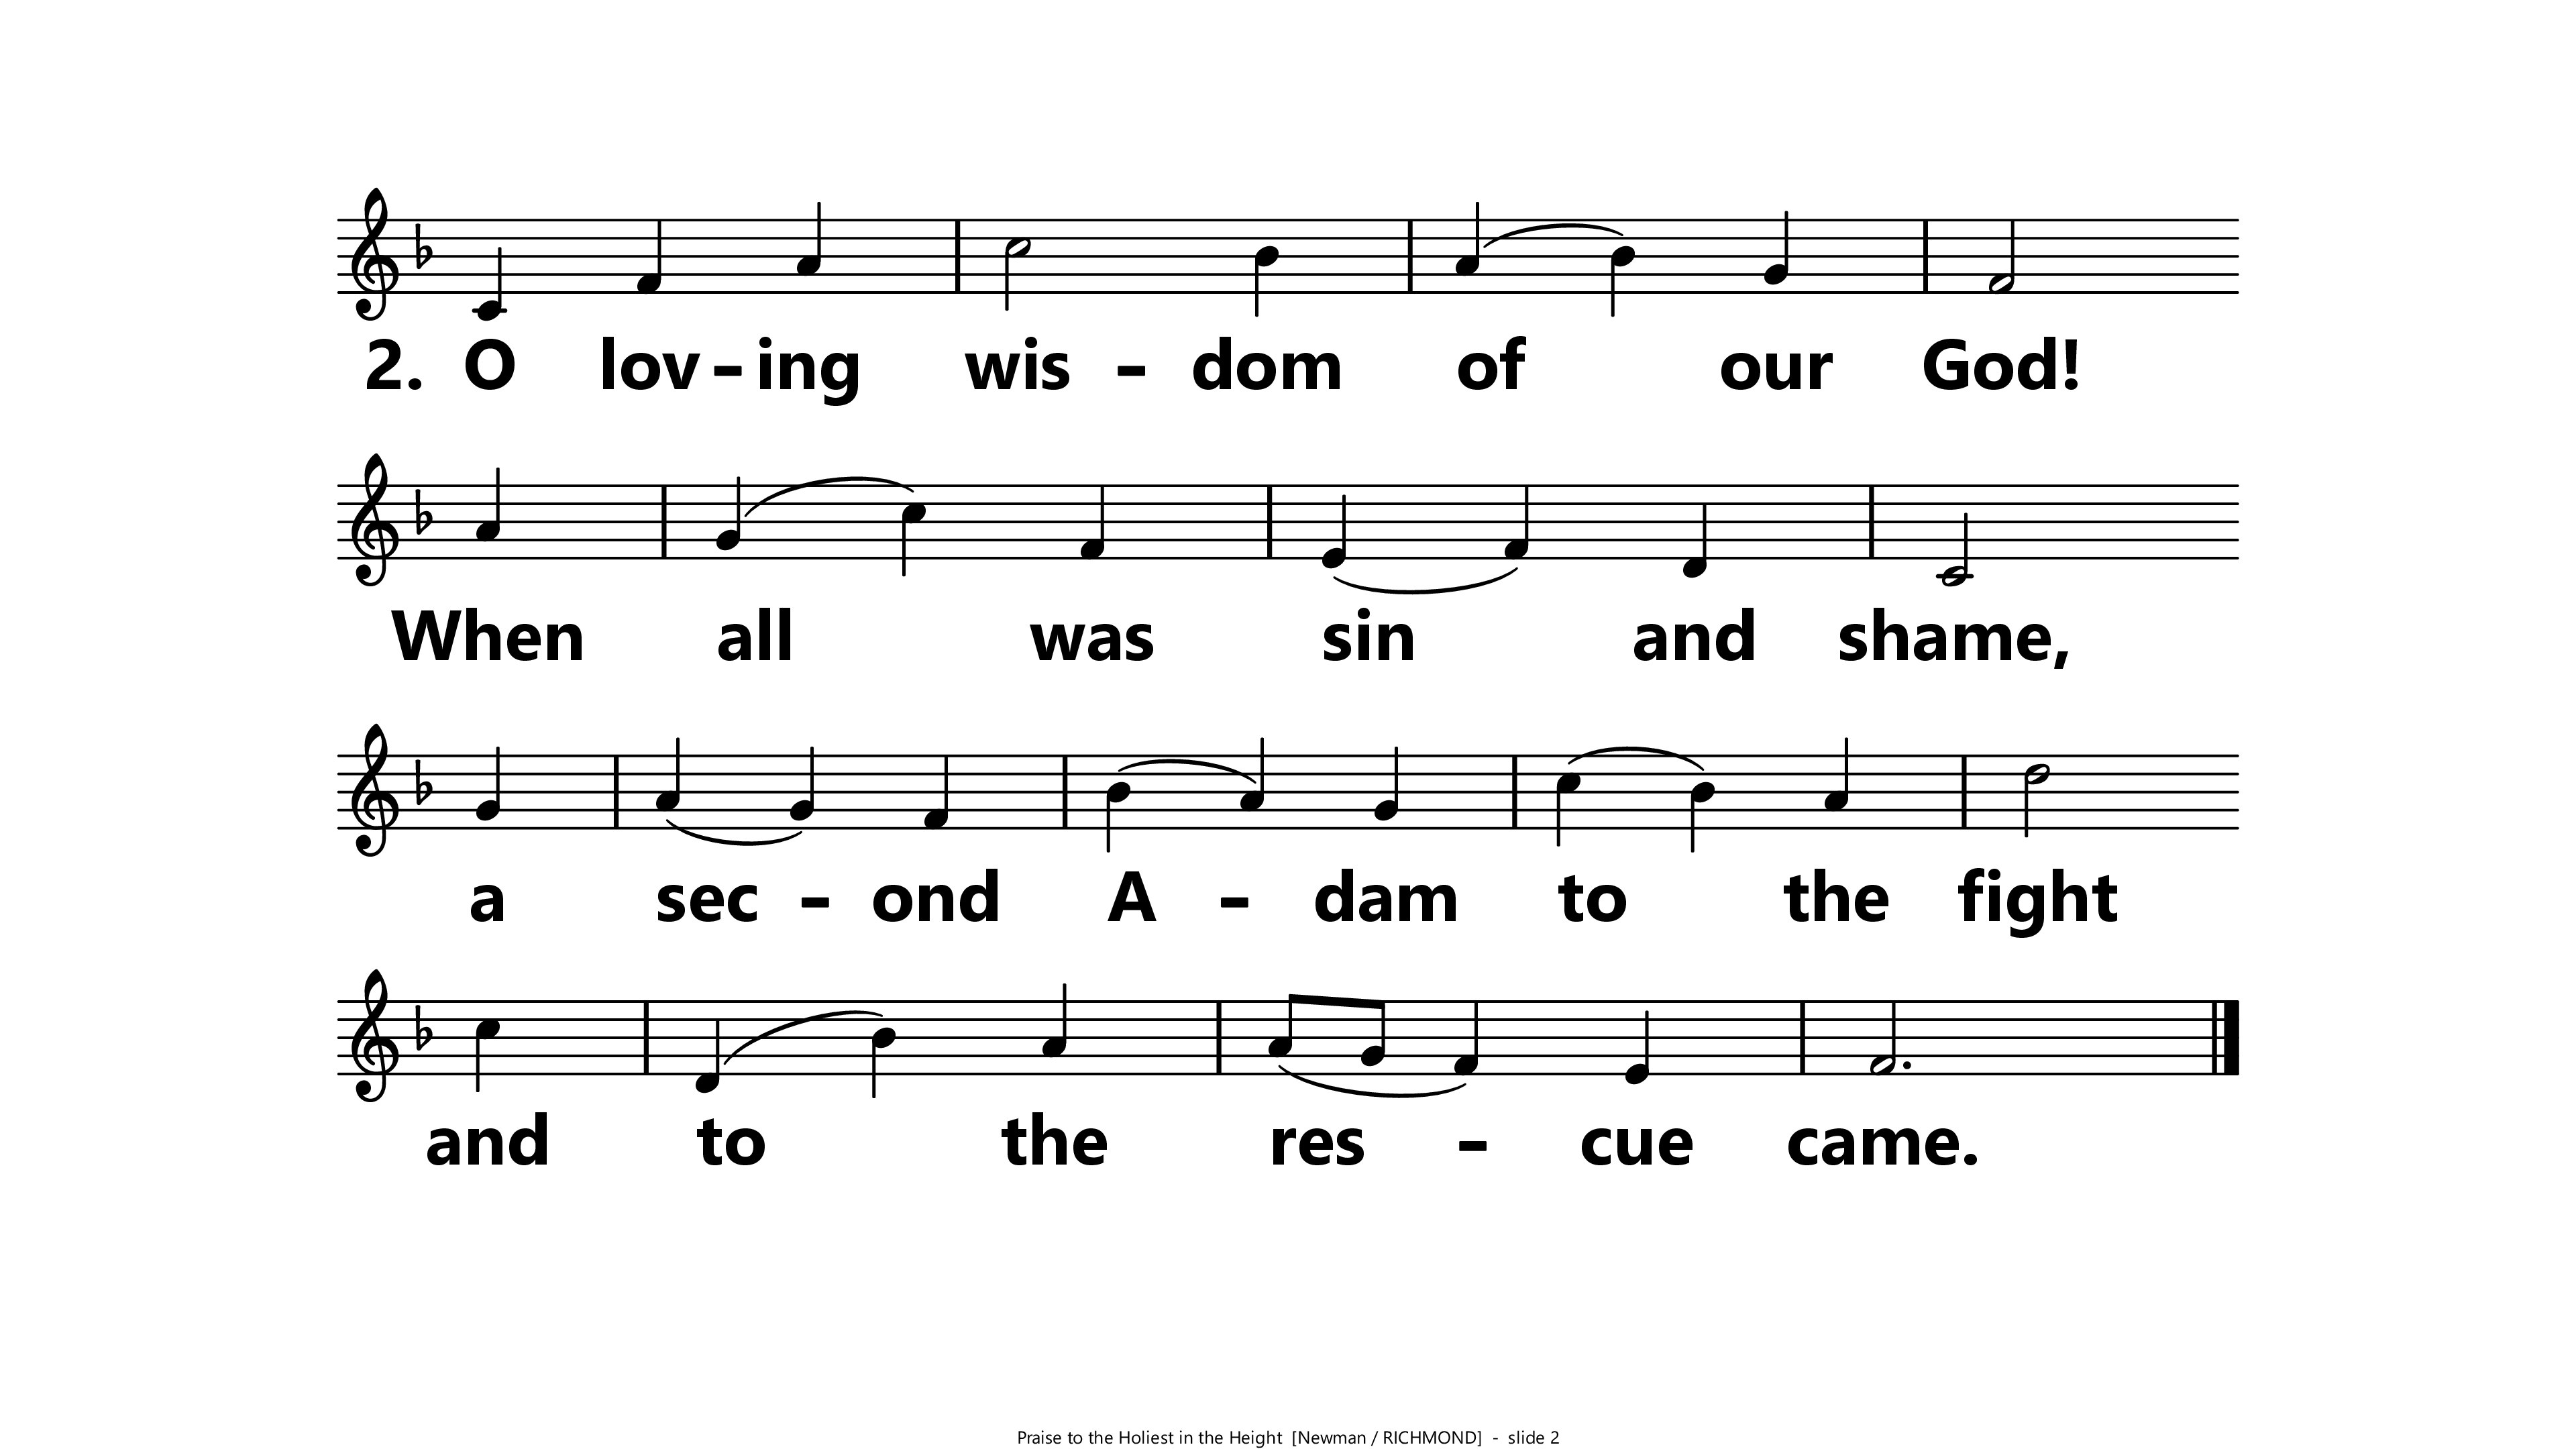 2. O lov - ing wis - dom of our God!
When all was sin and shame,
a sec - ond A - dam to the fight
and to the res - cue came.
Praise to the Holiest in the Height [Newman / RICHMOND] - slide 2